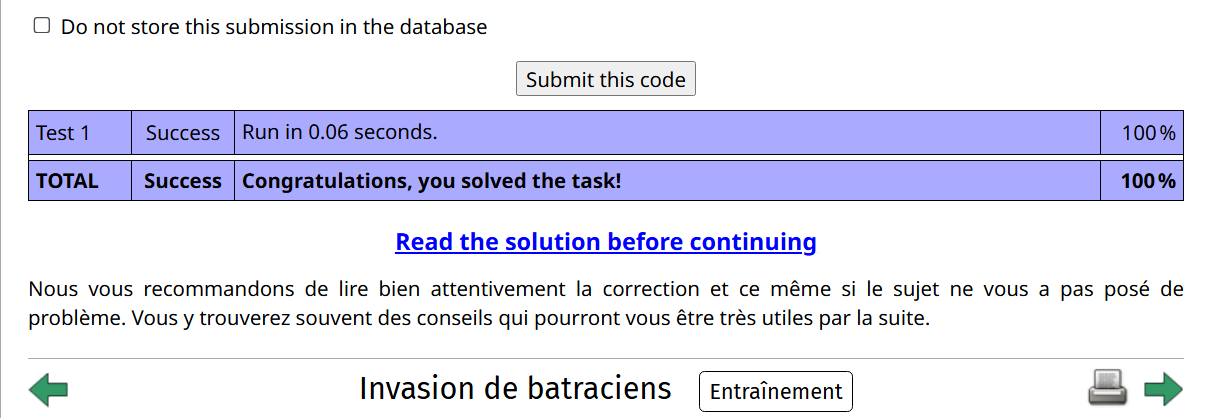 Do not store this submission in the database
Submit this code
Test 1 Success Run in 0.06 seconds. 100 %
TOTAL Success Congratulations, you solved the task! 100 %
Read the solution before continuing
Nous vous recommandons de lire bien attentivement la correction et ce même si le sujet ne vous a pas posé de
problème. Vous y trouverez souvent des conseils qui pourront vous être très utiles par la suite.
Invasion de batraciens Entraînement